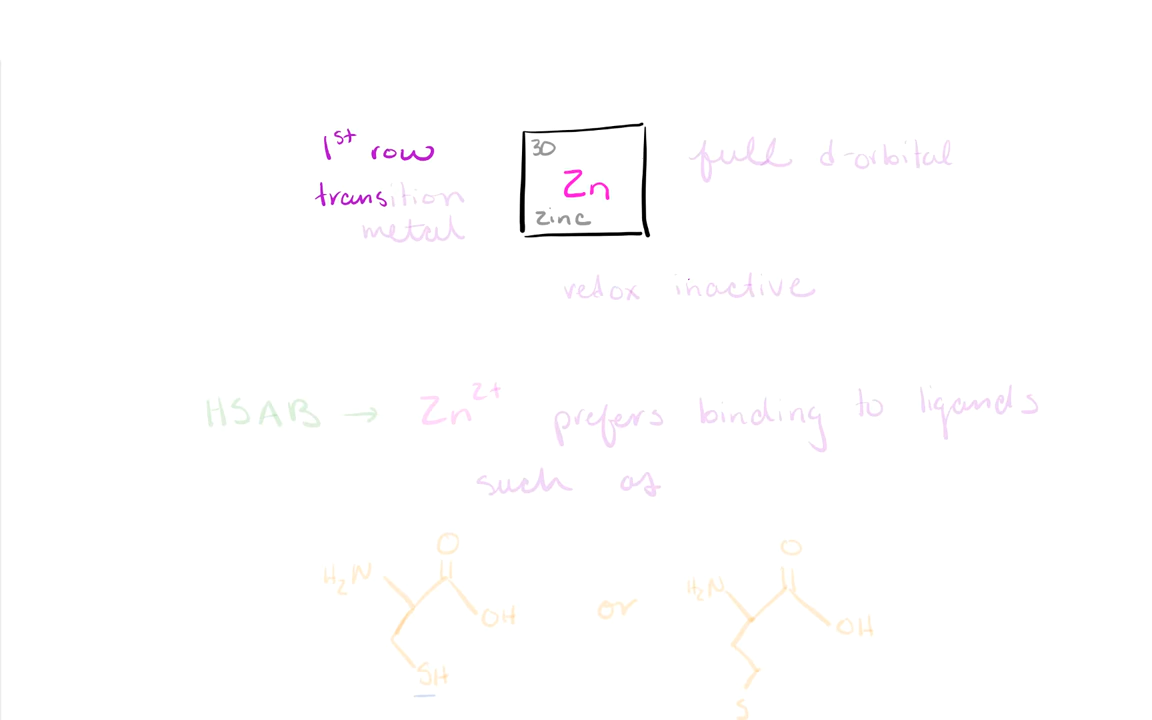 1st row
transition
metal
30
Zn
zinc
full d-orbital
redox inactive
HSAB → Zn2+ prefers binding to ligands
such as
O
H2N
OH
SH
or
O
H2N
OH
S